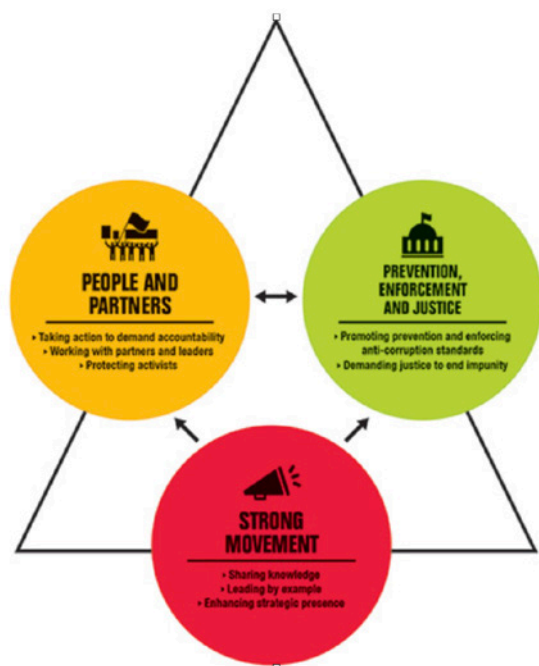 PEOPLE AND
PARTNERS
▸ Taking action to demand accountability
▸ Working with partners and leaders
▸ Protecting activists
PREVENTION,
ENFORCEMENT
AND JUSTICE
▸ Promoting prevention and enforcing
anti-corruption standards
▸ Demanding justice to end impunity
STRONG
MOVEMENT
▸ Sharing knowledge
▸ Leading by example
▸ Enhancing strategic presence